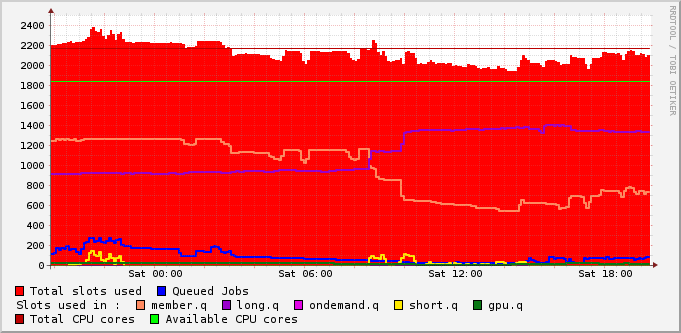 2400
2200
2000
1800
1600
1400
1200
1000
800
600
400
200
0
Sat 00:00 Sat 06:00 Sat 12:00 Sat 18:00
Total slots used Queued Jobs
Slots used in : member.q long.q ondemand.q short.q gpu.q
Total CPU cores Available CPU cores
RRDTOOL / TOBI OETIKER